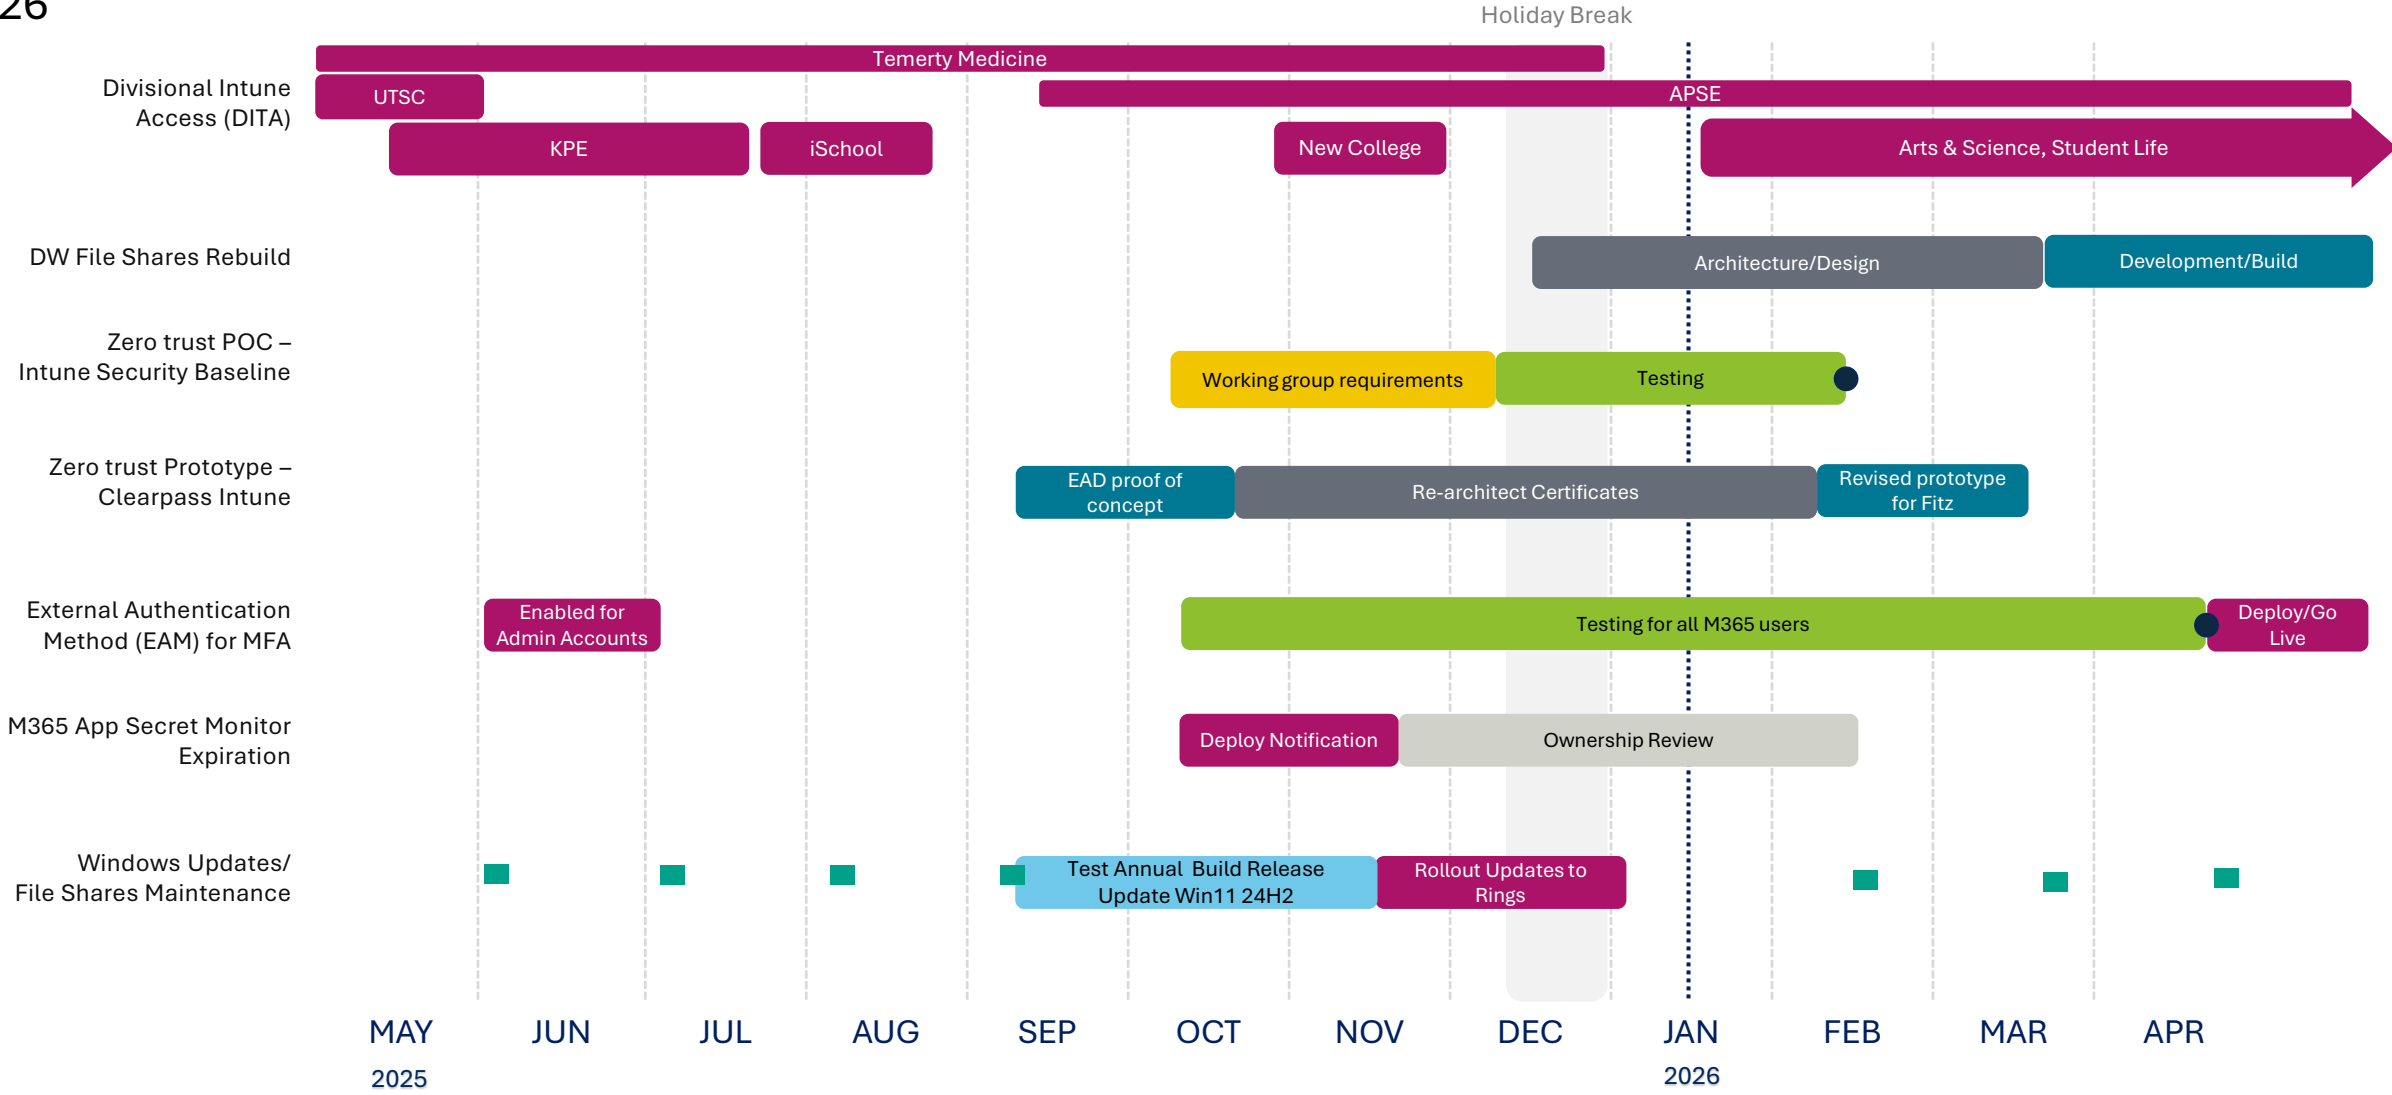 26
Holiday Break
Temerty Medicine
Divisional Intune
Access (DITA)
UTSC
APSE
KPE
iSchool
New College
Arts & Science, Student Life
DW File Shares Rebuild
Architecture/Design
Development/Build
Zero trust POC –
Intune Security Baseline
Working group requirements
Testing
Zero trust Prototype –
Clearpass Intune
EAD proof of
concept
Re-architect Certificates
Revised prototype
for Fitz
External Authentication
Method (EAM) for MFA
Enabled for
Admin Accounts
Testing for all M365 users
Deploy/Go
Live
M365 App Secret Monitor
Expiration
Deploy Notification
Ownership Review
Windows Updates/
File Shares Maintenance
Test Annual Build Release
Update Win11 24H2
Rollout Updates to
Rings
MAY
JUN
JUL
AUG
SEP
OCT
NOV
DEC
JAN
FEB
MAR
APR
2025
2026